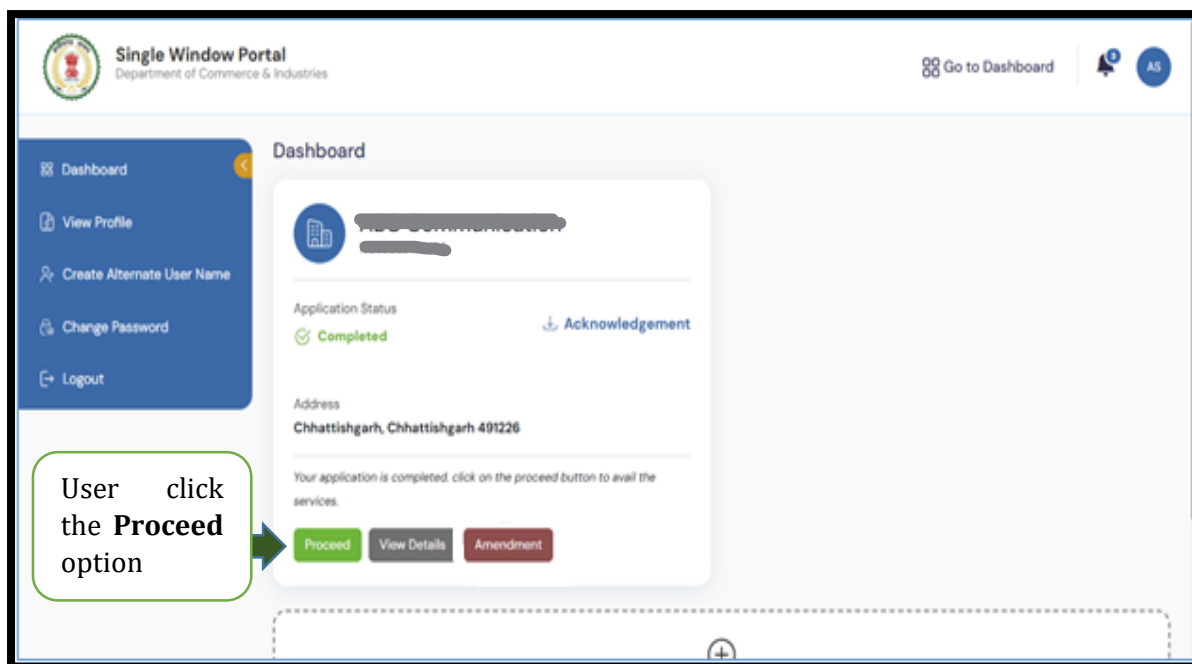 Single Window Portal
Department of Commerce & Industries
Go to Dashboard
3
AS
Dashboard
View Profile
Create Alternate User Name
Change Password
Logout
Dashboard
Application Status
Completed
Acknowledgement
Address
Chhattishgarh, Chhattishgarh 491226
Your application is completed. click on the proceed button to avail the
services.
Proceed
View Details
Amendment
User click
the Proceed
option